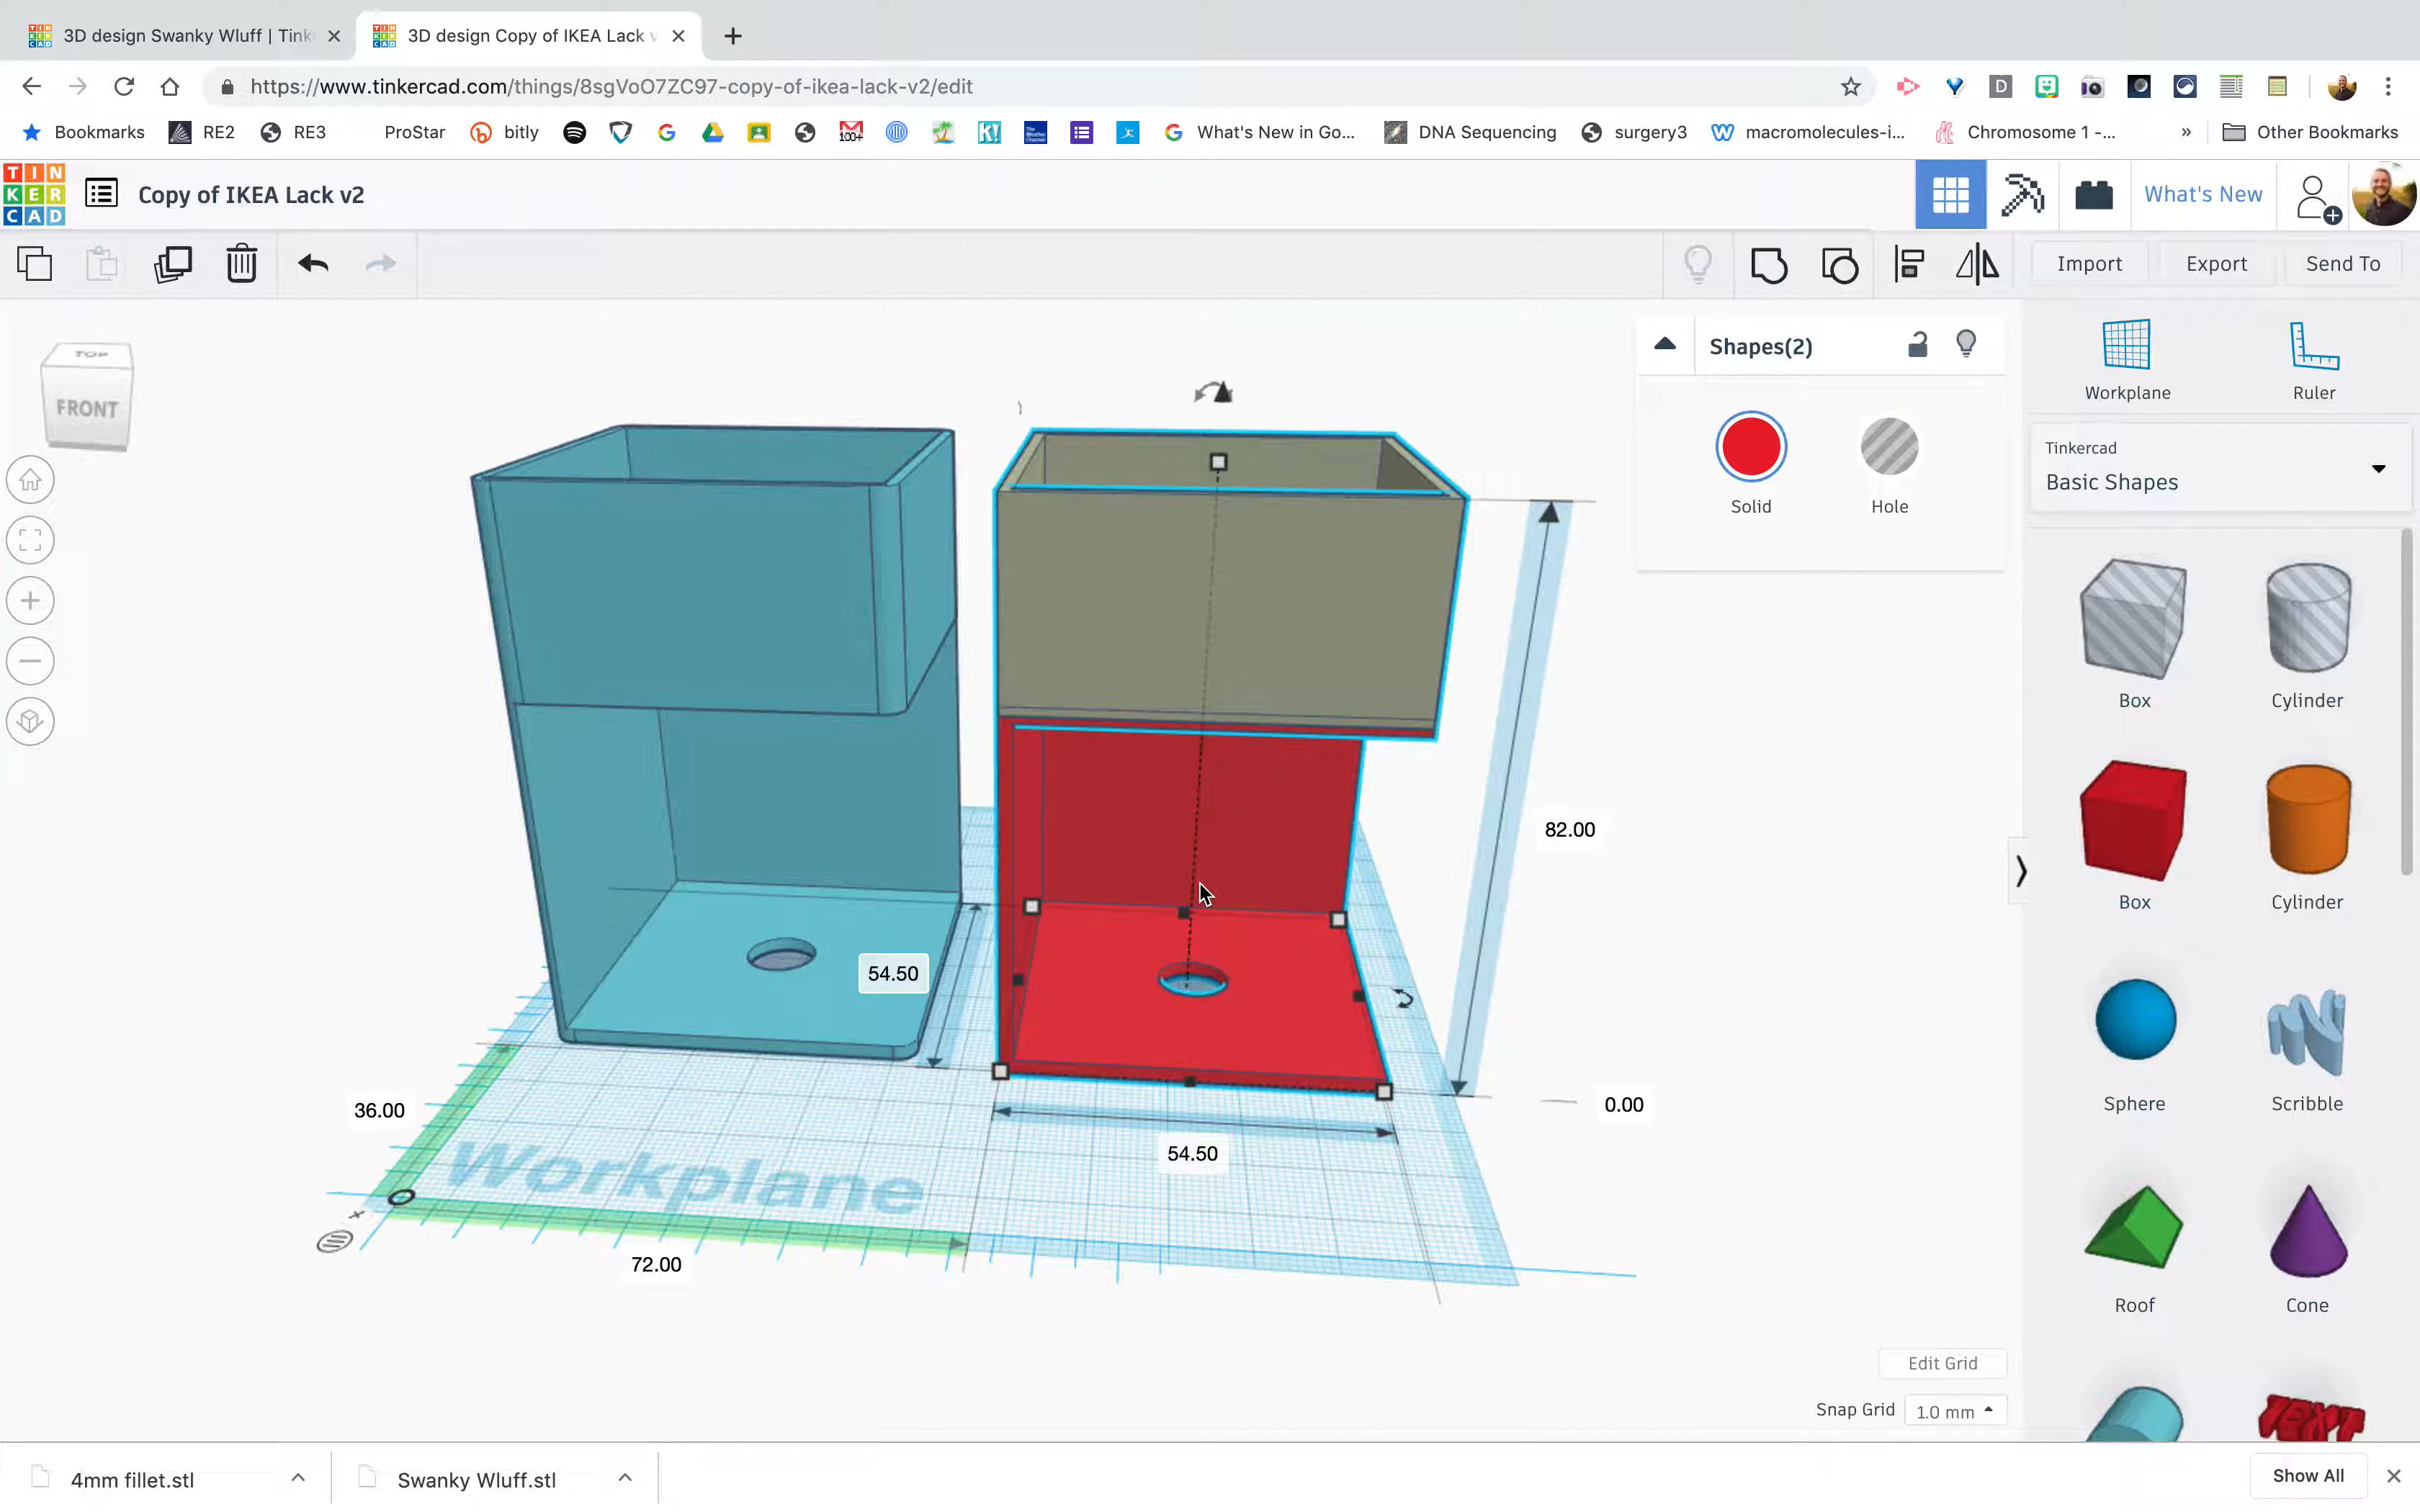 3D design Swanky Wluff | Tink
3D design Copy of IKEA Lack v
https://www.tinkercad.com/things/8sgVoO7ZC97-copy-of-ikea-lack-v2/edit
Bookmarks RE2 RE3 ProStar bitly What's New in Go... DNA Sequencing surgery3 macromolecules-i... Chromosome 1 -... » Other Bookmarks
TIN
KER
CAD
Copy of IKEA Lack v2
What's New
Import Export Send To
TOP
FRONT
Shapes(2)
Solid Hole
Workplane Ruler
Tinkercad
Basic Shapes
Box Cylinder
Box Cylinder
Sphere Scribble
Roof Cone
TEXT
82.00
54.50
36.00
0.00
54.50
Workplane
72.00
Edit Grid
Snap Grid 1.0 mm
4mm fillet.stl
Swanky Wluff.stl
Show All